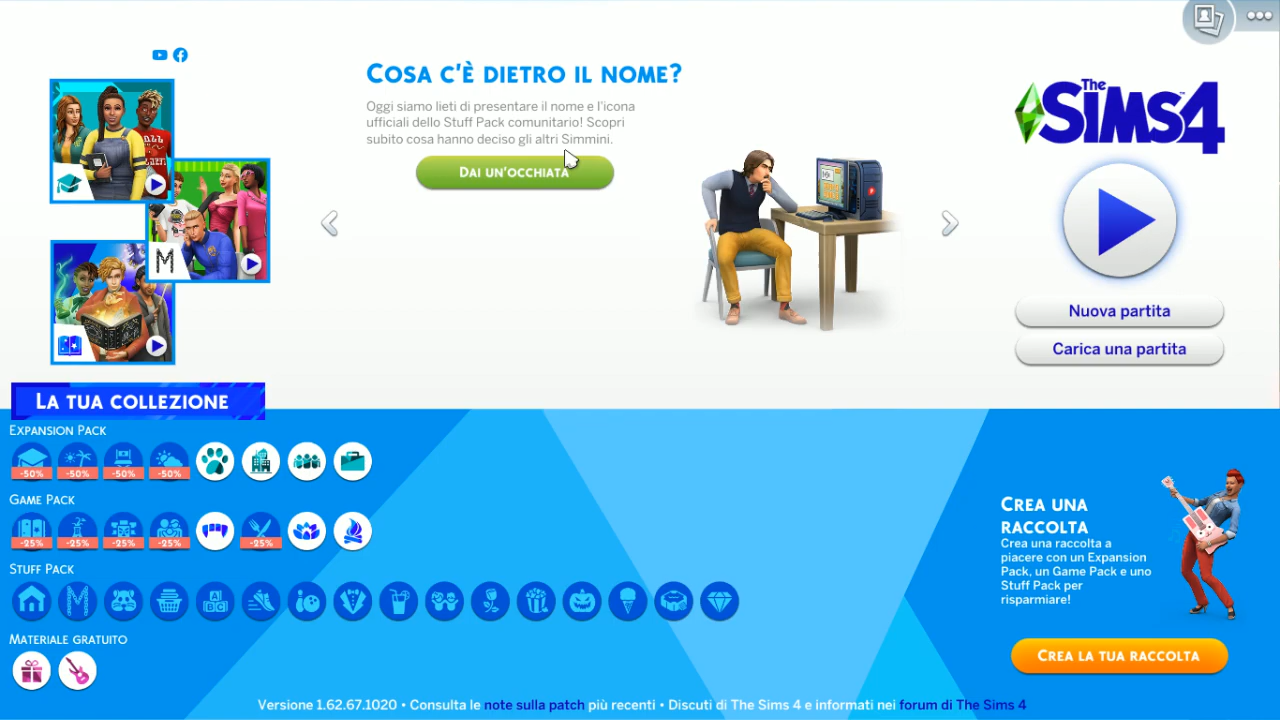 Cosa c'è dietro il nome?
Oggi siamo lieti di presentare il nome e l'icona
ufficiali dello Stuff Pack comunitario! Scopri
subito cosa hanno deciso gli altri Simmini.
Dai un'occhiata
The
SIMS4
M
Nuova partita
Carica una partita
La tua collezione
Expansion Pack
-50% -50% -50% -50%
Game Pack
-25% -25% -25% -25% -25%
Stuff Pack
Materiale gratuito
Crea una
raccolta
Crea una raccolta a
piacere con un Expansion
Pack, un Game Pack e uno
Stuff Pack per
risparmiare!
Crea la tua raccolta
Versione 1.62.67.1020 • Consulta le note sulla patch più recenti • Discuti di The Sims 4 e informati nei forum di The Sims 4